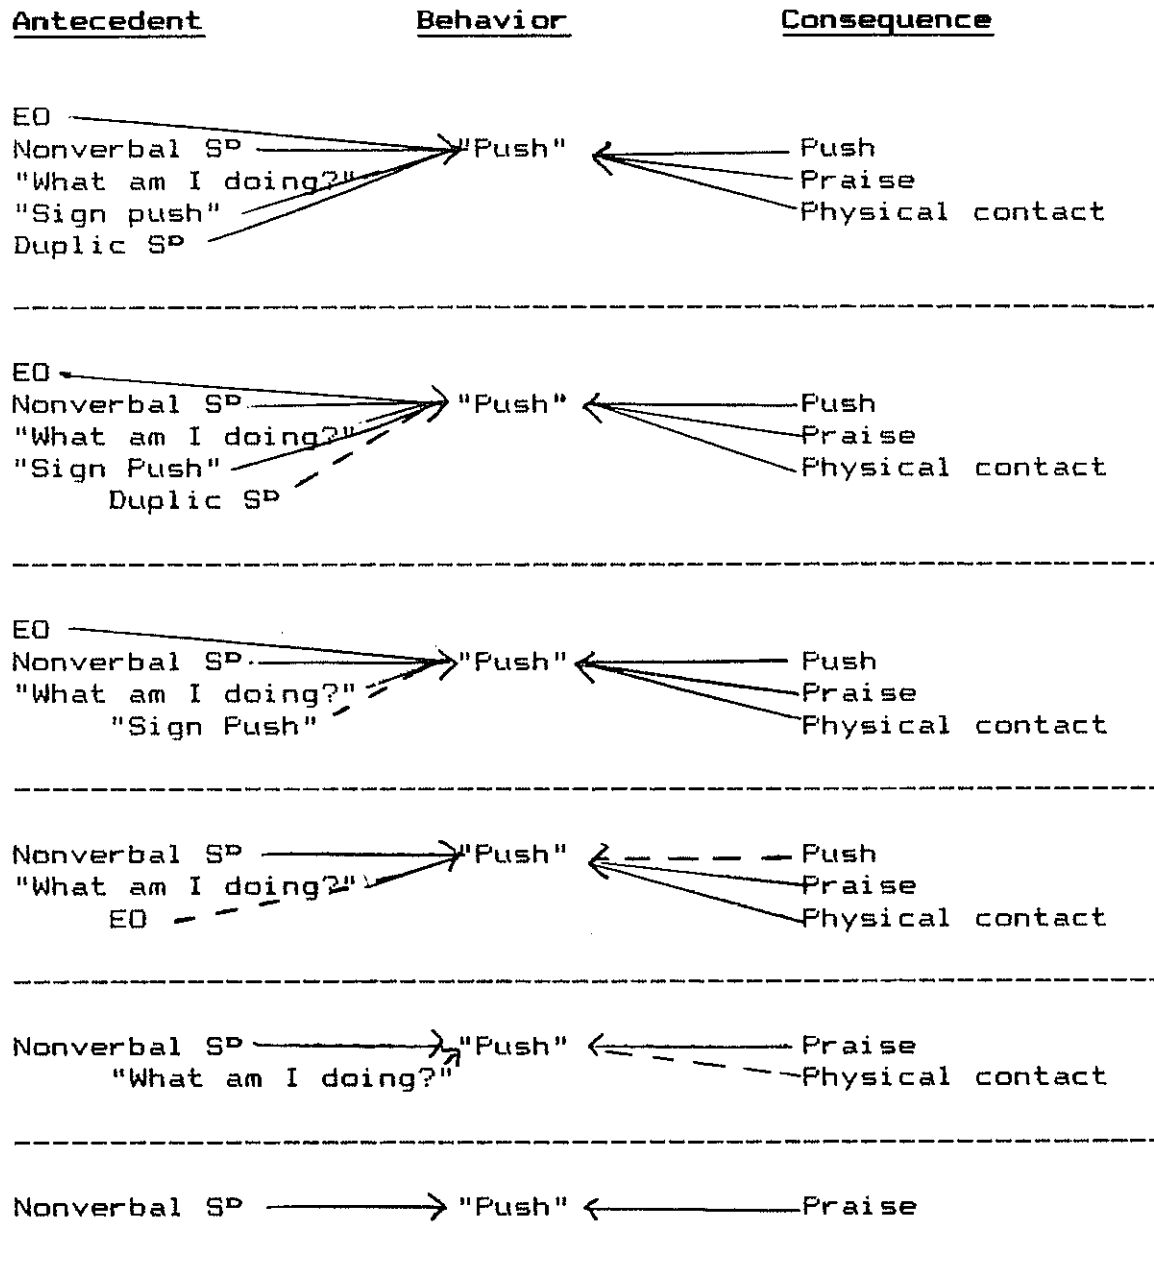 Antecedent Behavior Consequence
EO
Nonverbal Sᴰ "Push" Push
"What am I doing?" Praise
"Sign push" Physical contact
Duplic Sᴰ
EO
Nonverbal Sᴰ "Push" Push
"What am I doing?" Praise
"Sign Push" Physical contact
Duplic Sᴰ
EO
Nonverbal Sᴰ "Push" Push
"What am I doing?" Praise
"Sign Push" Physical contact
Nonverbal Sᴰ "Push" Push
"What am I doing?" Praise
EO Physical contact
Nonverbal Sᴰ "Push" Praise
"What am I doing?" Physical contact
Nonverbal Sᴰ "Push" Praise